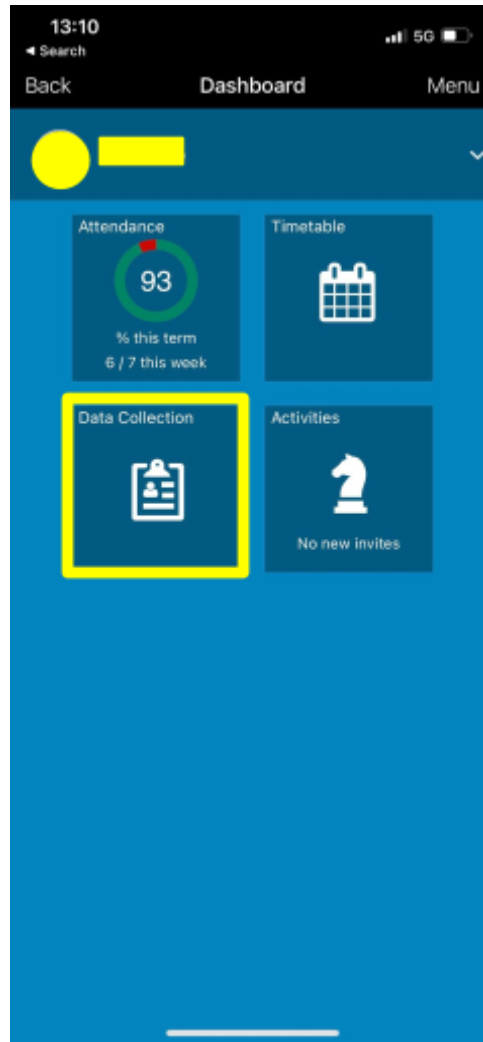 13:10
◄ Search
5G
Back Dashboard Menu
Attendance
93
% this term
6 / 7 this week
Timetable
Data Collection
Activities
No new invites